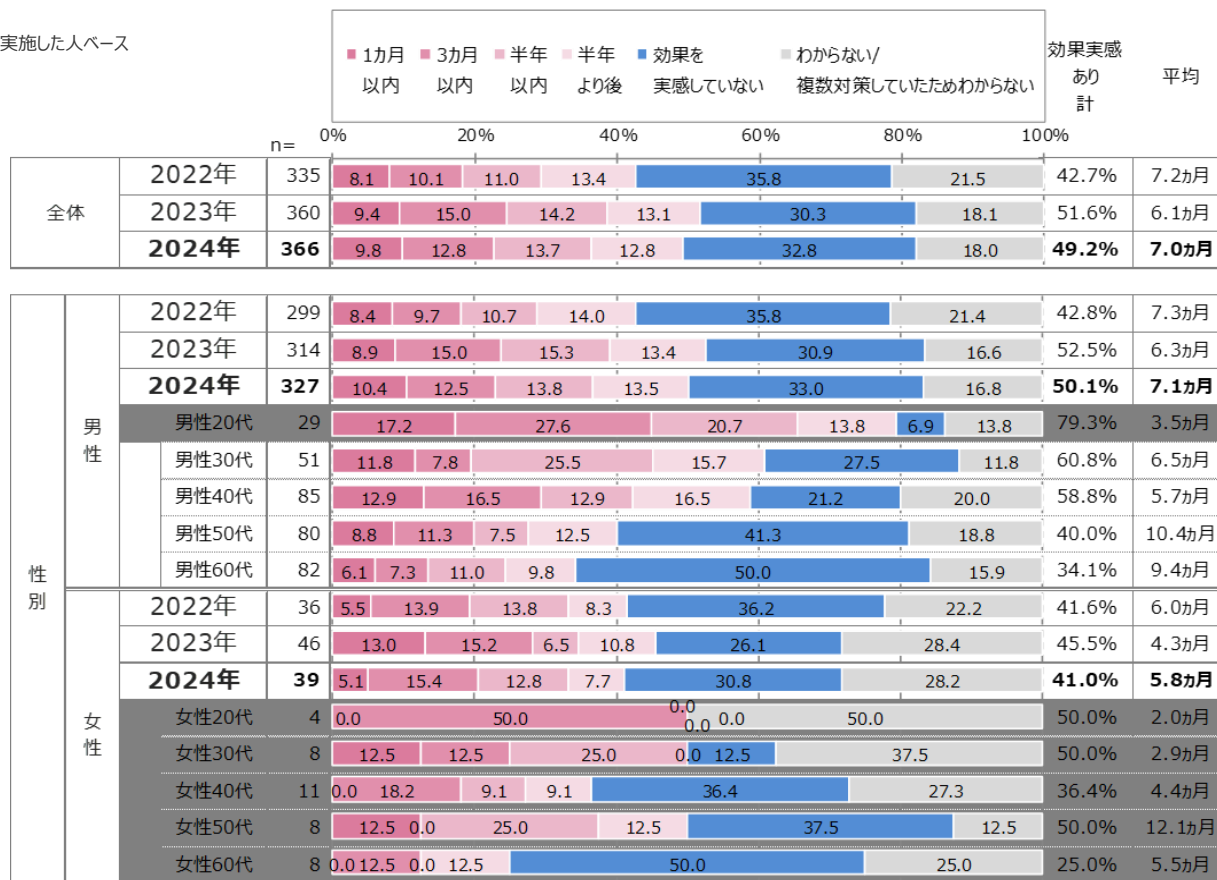 実施した人ベース
1カ月以内 3カ月以内 半年以内 半年より後 効果を実感していない わからない/複数対策していたためわからない
効果実感あり計 平均
n= 0% 20% 40% 60% 80% 100%
全体
2022年 335 8.1 10.1 11.0 13.4 35.8 21.5 42.7% 7.2ヵ月
2023年 360 9.4 15.0 14.2 13.1 30.3 18.1 51.6% 6.1ヵ月
2024年 366 9.8 12.8 13.7 12.8 32.8 18.0 49.2% 7.0ヵ月
性別
男性
2022年 299 8.4 9.7 10.7 14.0 35.8 21.4 42.8% 7.3ヵ月
2023年 314 8.9 15.0 15.3 13.4 30.9 16.6 52.5% 6.3ヵ月
2024年 327 10.4 12.5 13.8 13.5 33.0 16.8 50.1% 7.1ヵ月
男性20代 29 17.2 27.6 20.7 13.8 6.9 13.8 79.3% 3.5ヵ月
男性30代 51 11.8 7.8 25.5 15.7 27.5 11.8 60.8% 6.5ヵ月
男性40代 85 12.9 16.5 12.9 16.5 21.2 20.0 58.8% 5.7ヵ月
男性50代 80 8.8 11.3 7.5 12.5 41.3 18.8 40.0% 10.4ヵ月
男性60代 82 6.1 7.3 11.0 9.8 50.0 15.9 34.1% 9.4ヵ月
女性
2022年 36 5.5 13.9 13.8 8.3 36.2 22.2 41.6% 6.0ヵ月
2023年 46 13.0 15.2 6.5 10.8 26.1 28.4 45.5% 4.3ヵ月
2024年 39 5.1 15.4 12.8 7.7 30.8 28.2 41.0% 5.8ヵ月
女性20代 4 0.0 50.0 0.0 0.0 0.0 50.0 50.0% 2.0ヵ月
女性30代 8 12.5 12.5 25.0 0.0 12.5 37.5 50.0% 2.9ヵ月
女性40代 11 0.0 18.2 9.1 9.1 36.4 27.3 36.4% 4.4ヵ月
女性50代 8 12.5 0.0 25.0 12.5 37.5 12.5 50.0% 12.1ヵ月
女性60代 8 0.0 12.5 0.0 12.5 50.0 25.0 25.0% 5.5ヵ月